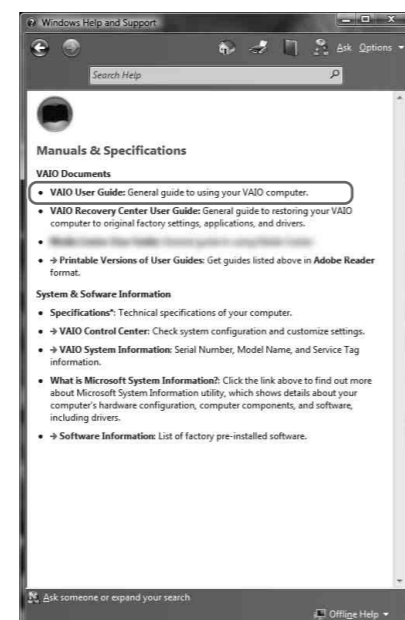 Windows Help and Support
Ask Options
Search Help
Manuals & Specifications
VAIO Documents
• VAIO User Guide: General guide to using your VAIO computer.
• VAIO Recovery Center User Guide: General guide to restoring your VAIO
computer to original factory settings, applications, and drivers.
• → Printable Versions of User Guides: Get guides listed above in Adobe Reader
format.
System & Sofware Information
• Specifications*: Technical specifications of your computer.
• → VAIO Control Center: Check system configuration and customize settings.
• → VAIO System Information: Serial Number, Model Name, and Service Tag
information.
• What is Microsoft System Information?: Click the link above to find out more
about Microsoft System Information utility, which shows details about your
computer's hardware configuration, computer components, and software,
including drivers.
• → Software Information: List of factory pre-installed software.
Ask someone or expand your search
Offline Help